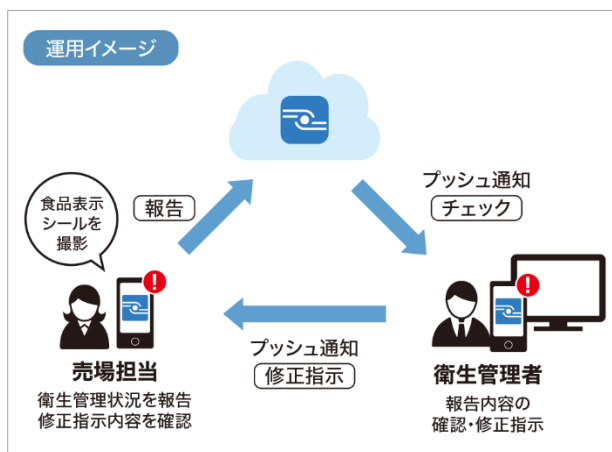 運用イメージ
食品表示
シールを
撮影
報告
プッシュ通知
チェック
プッシュ通知
修正指示
売場担当
衛生管理状況を報告
修正指示内容を確認
衛生管理者
報告内容の
確認・修正指示